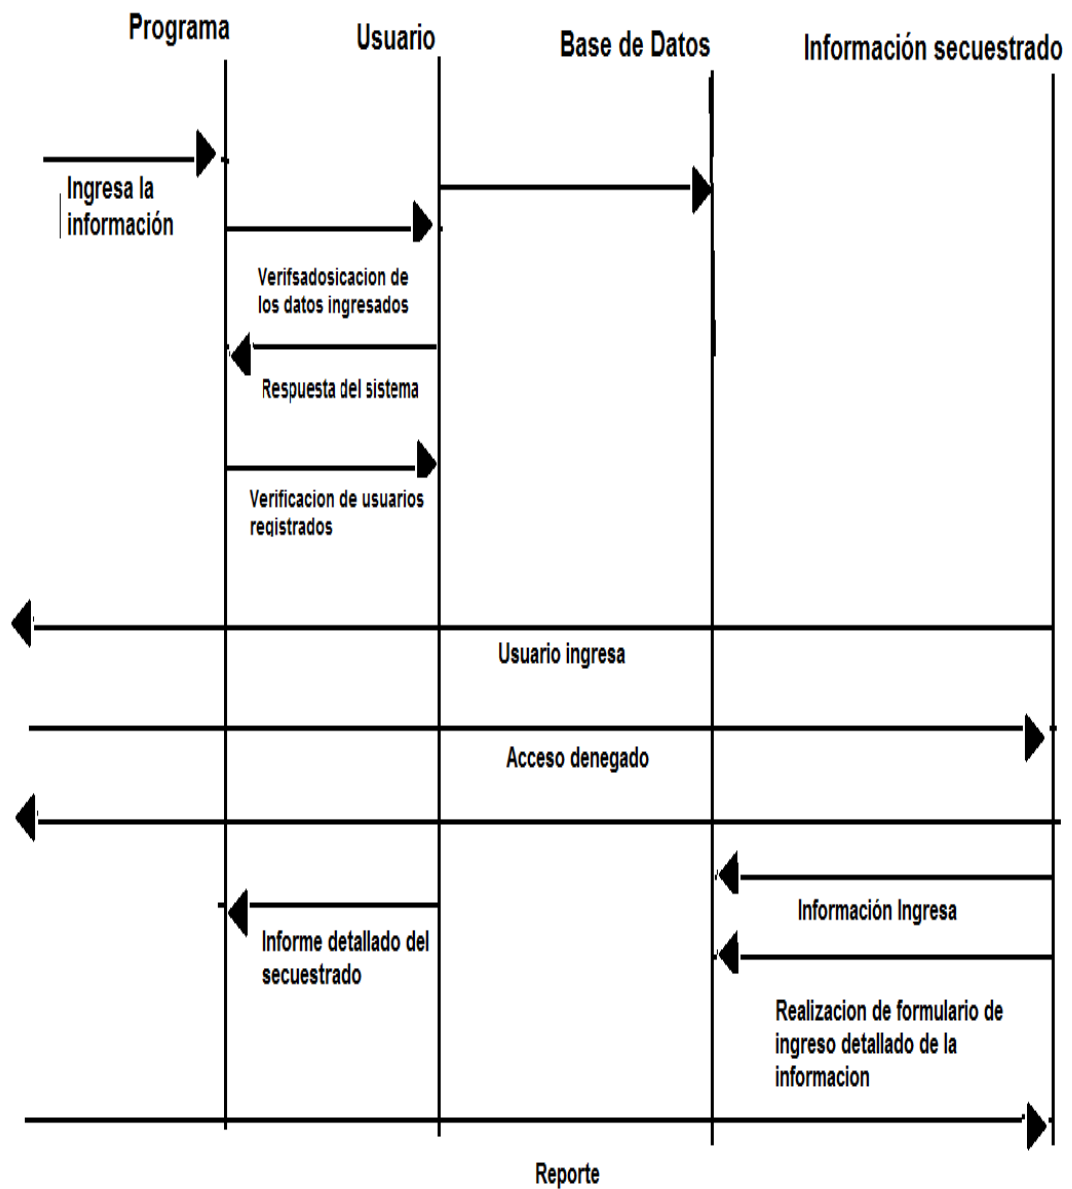 Programa
Usuario
Base de Datos
Información secuestrado
Ingresa la
información
Verifsadosicacion de
los datos ingresados
Respuesta del sistema
Verificacion de usuarios
registrados
Usuario ingresa
Acceso denegado
Información Ingresa
Informe detallado del
secuestrado
Realizacion de formulario de
ingreso detallado de la
informacion
Reporte